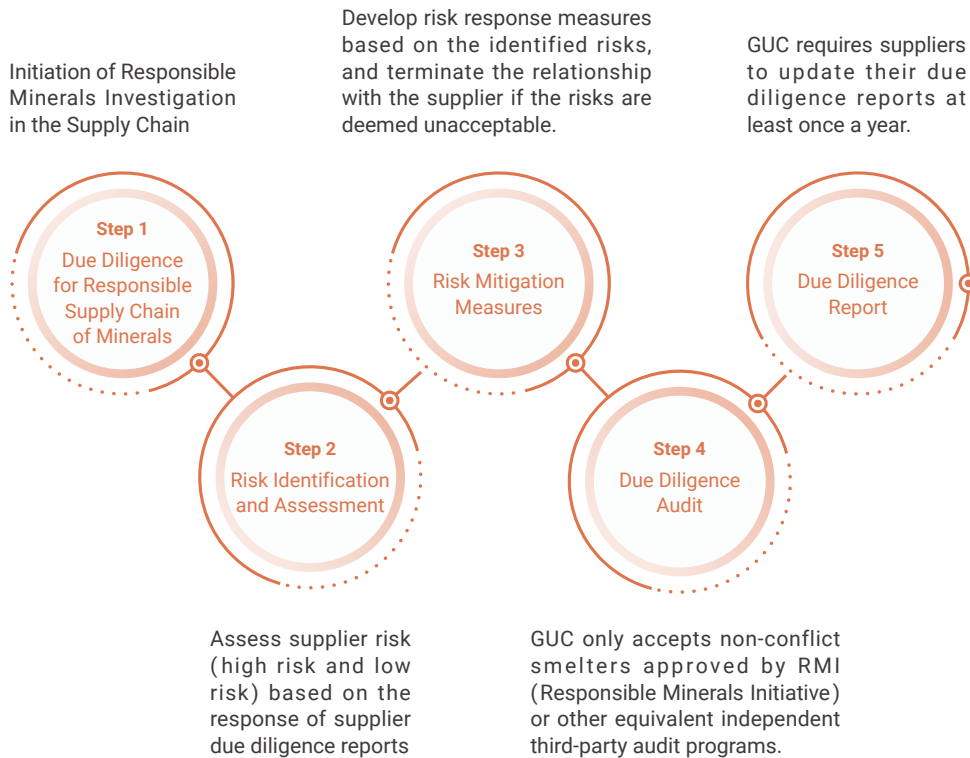 Initiation of Responsible
Minerals Investigation
in the Supply Chain
Step 1
Due Diligence
for Responsible
Supply Chain
of Minerals
Step 2
Risk Identification
and Assessment
Assess supplier risk
(high risk and low
risk) based on the
response of supplier
due diligence reports
Develop risk response measures
based on the identified risks,
and terminate the relationship
with the supplier if the risks are
deemed unacceptable.
Step 3
Risk Mitigation
Measures
Step 4
Due Diligence
Audit
GUC only accepts non-conflict
smelters approved by RMI
(Responsible Minerals Initiative)
or other equivalent independent
third-party audit programs.
GUC requires suppliers
to update their due
diligence reports at
least once a year.
Step 5
Due Diligence
Report